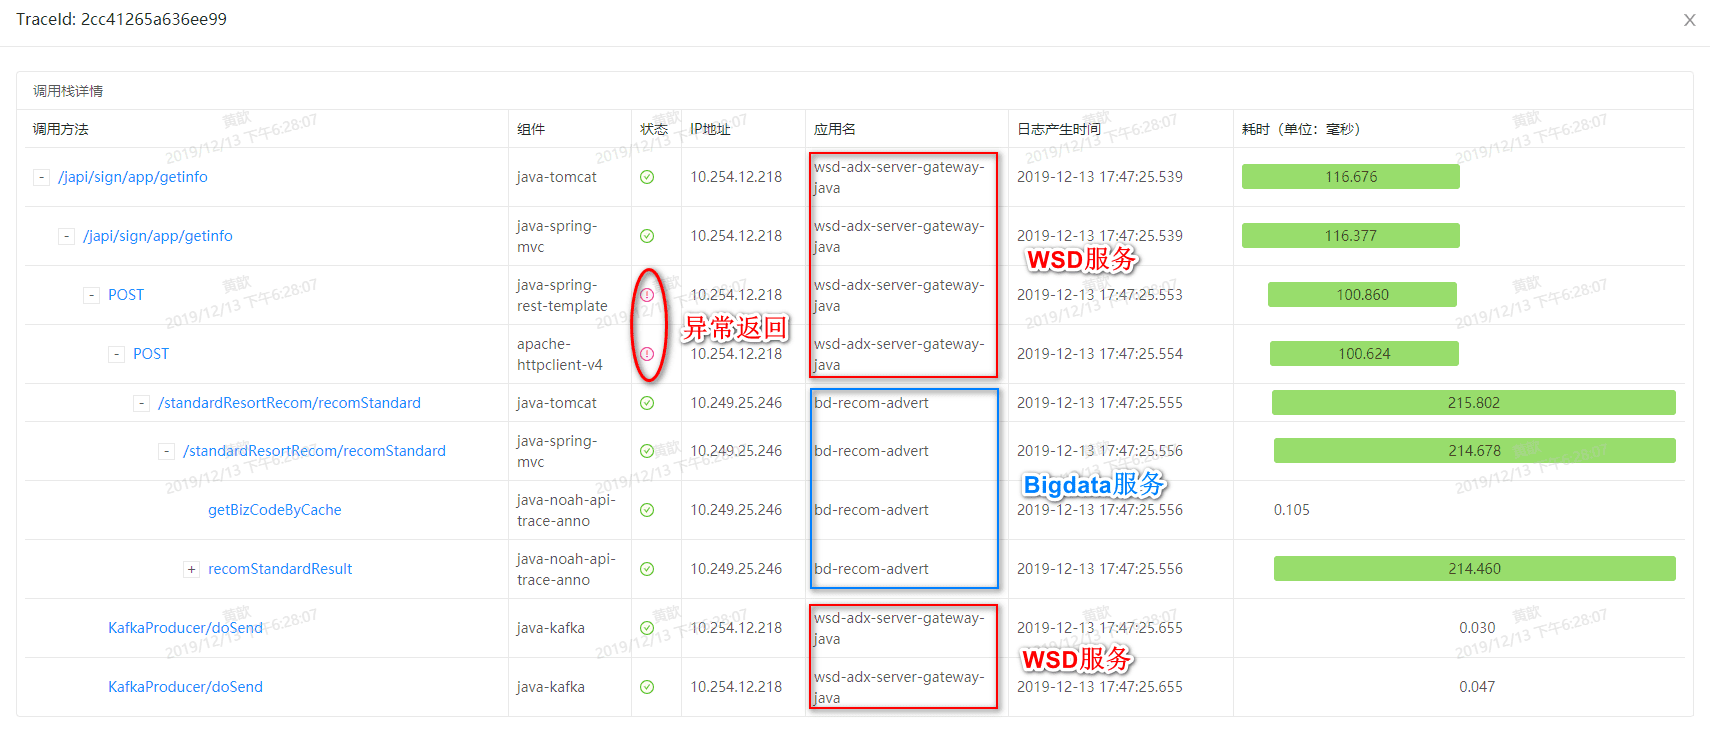 TraceId: 2cc41265a636ee99
X
调用栈详情
调用方法 组件 状态 IP地址 应用名 日志产生时间 耗时（单位：毫秒）
- /japi/sign/app/getinfo java-tomcat 10.254.12.218 wsd-adx-server-gateway-
java 2019-12-13 17:47:25.539 116.676
- /japi/sign/app/getinfo java-spring-
mvc 10.254.12.218 wsd-adx-server-gateway-
java 2019-12-13 17:47:25.539 116.377
WSD服务
- POST java-spring-
rest-template 10.254.12.218 wsd-adx-server-gateway-
java 2019-12-13 17:47:25.553 100.860
异常返回
- POST apache-
httpclient-v4 10.254.12.218 wsd-adx-server-gateway-
java 2019-12-13 17:47:25.554 100.624
- /standardResortRecom/recomStandard java-tomcat 10.249.25.246 bd-recom-advert 2019-12-13 17:47:25.555 215.802
- /standardResortRecom/recomStandard java-spring-
mvc 10.249.25.246 bd-recom-advert 2019-12-13 17:47:25.556 214.678
Bigdata服务
getBizCodeByCache java-noah-api-
trace-anno 10.249.25.246 bd-recom-advert 2019-12-13 17:47:25.556 0.105
+ recomStandardResult java-noah-api-
trace-anno 10.249.25.246 bd-recom-advert 2019-12-13 17:47:25.556 214.460
KafkaProducer/doSend java-kafka 10.254.12.218 wsd-adx-server-gateway-
java 2019-12-13 17:47:25.655 0.030
WSD服务
KafkaProducer/doSend java-kafka 10.254.12.218 wsd-adx-server-gateway-
java 2019-12-13 17:47:25.655 0.047
黄歆
2019/12/13 下午6:28:07